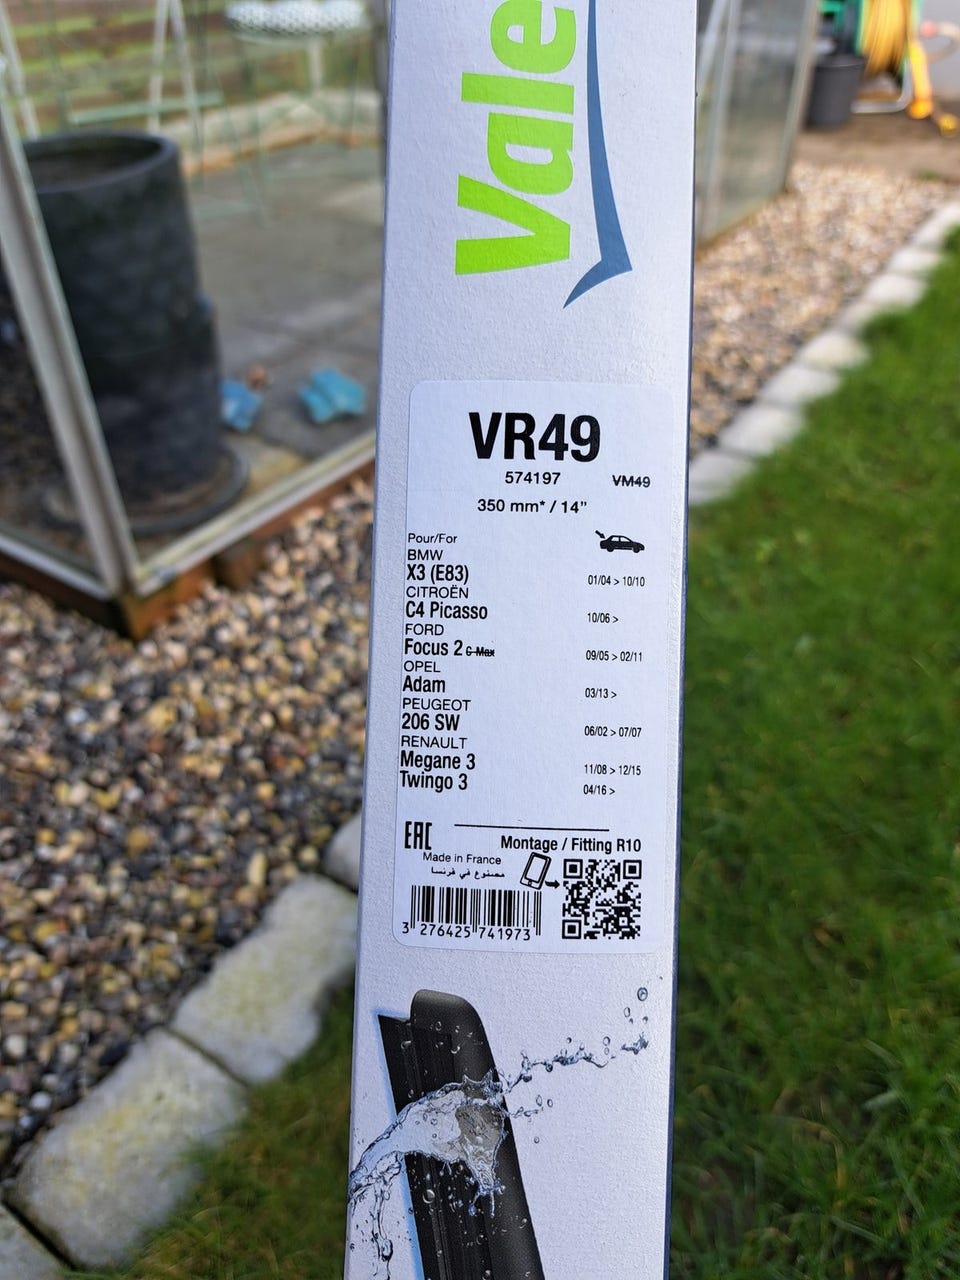 Vale
VR49
574197 VM49
350 mm* / 14”
Pour/For
BMW
X3 (E83) 01/04 > 10/10
CITROËN
C4 Picasso 10/06 >
FORD
Focus 2 C-Max 09/05 > 02/11
OPEL
Adam 03/13 >
PEUGEOT
206 SW 06/02 > 07/07
RENAULT
Megane 3 11/08 > 12/15
Twingo 3 04/16 >
EAC
Montage / Fitting R10
Made in France
مصنوع في فرنسا
3 276425 741973